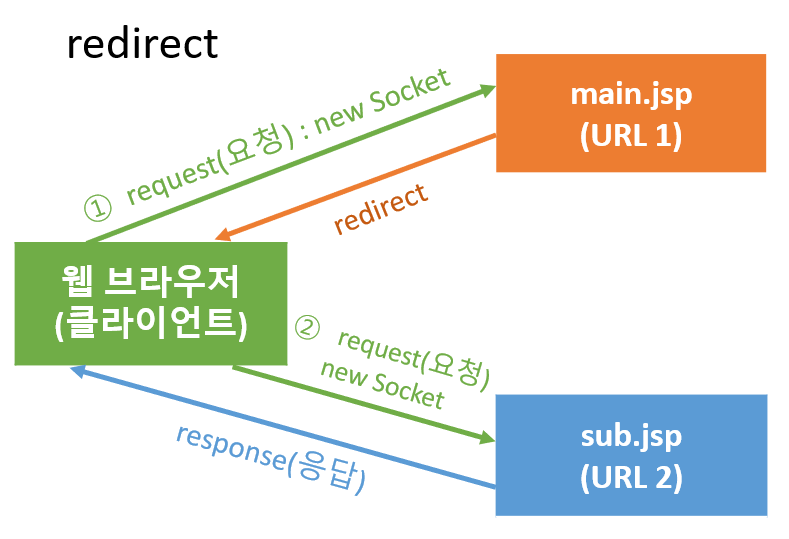 redirect
① request(요청) : new Socket
main.jsp
(URL 1)
redirect
웹 브라우저
(클라이언트)
② request(요청)
new Socket
response(응답)
sub.jsp
(URL 2)